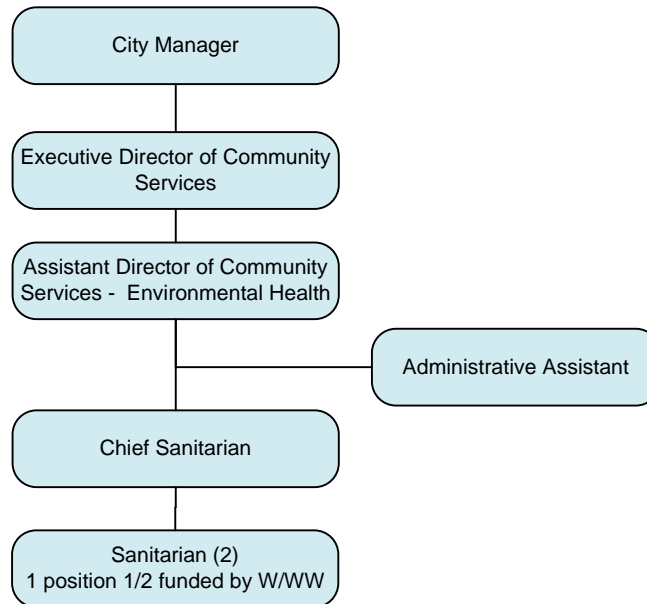 City Manager
Executive Director of Community
Services
Assistant Director of Community
Services -  Environmental Health
Administrative Assistant
Chief Sanitarian
Sanitarian (2)
1 position 1/2 funded by W/WW